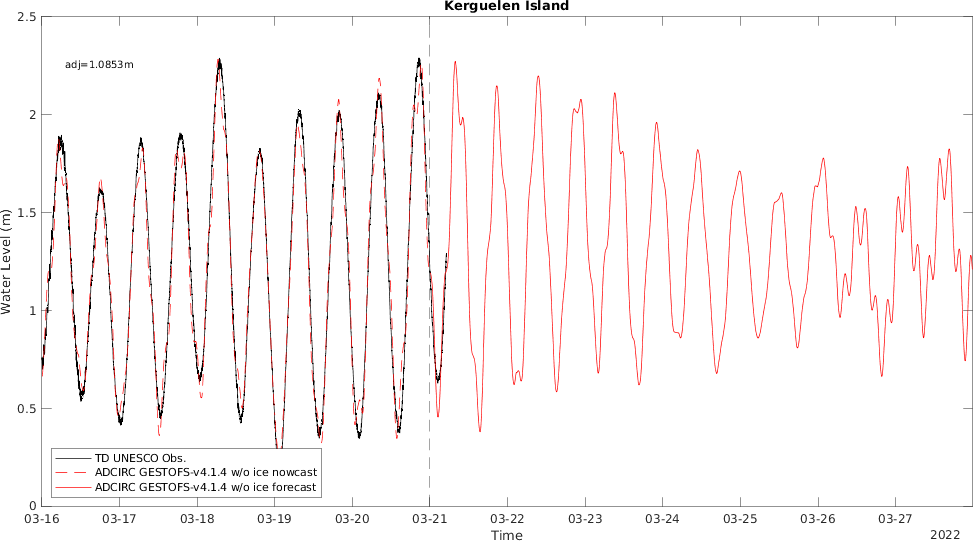 Kerguelen Island
2.5
adj=1.0853m
2
1.5
Water Level (m)
1
0.5
TD UNESCO Obs.
ADCIRC GESTOFS-v4.1.4 w/o ice nowcast
ADCIRC GESTOFS-v4.1.4 w/o ice forecast
0
03-16 03-17 03-18 03-19 03-20 03-21 03-22 03-23 03-24 03-25 03-26 03-27
Time
2022